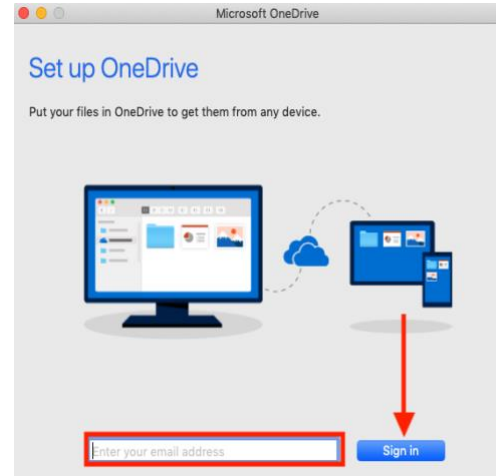 Microsoft OneDrive
Set up OneDrive
Put your files in OneDrive to get them from any device.
Enter your email address
Sign in